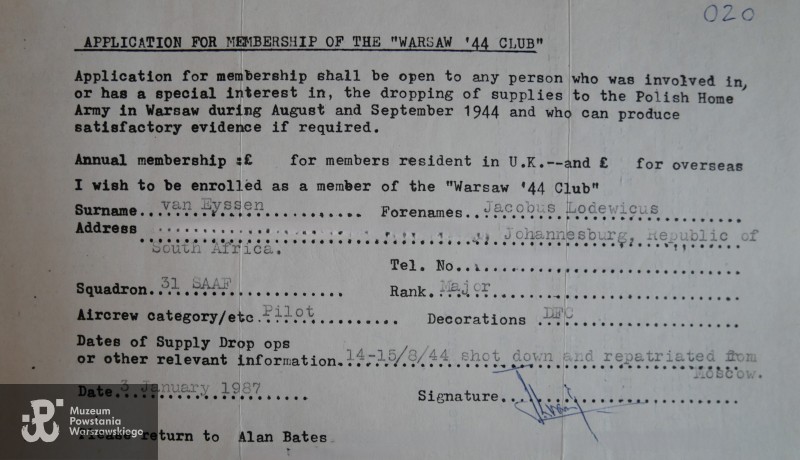 020
APPLICATION FOR MEMBERSHIP OF THE "WARSAW '44 CLUB"
Application for membership shall be open to any person who was involved in,
or has a special interest in, the dropping of supplies to the Polish Home
Army in Warsaw during August and September 1944 and who can produce
satisfactory evidence if required.
Annual membership :£ for members resident in U.K.--and £ for overseas
I wish to be enrolled as a member of the "Warsaw '44 Club"
Surname...van Eyssen..................... Forenames...Jacobus Lodewicus..........
Address ........................ Johannesburg, Republic of
South Africa.
Tel. No..................................
Squadron.31 SAAF..................... Rank.Major..............................
Aircrew category/etc.Pilot............... Decorations .DFC....................
Dates of Supply Drop ops
or other relevant information.14-15/8/44 shot down and repatriated from
Moscow.
Date.3 January 1987........ Signature..............................
Please return to Alan Bates
Muzeum
Powstania
Warszawskiego